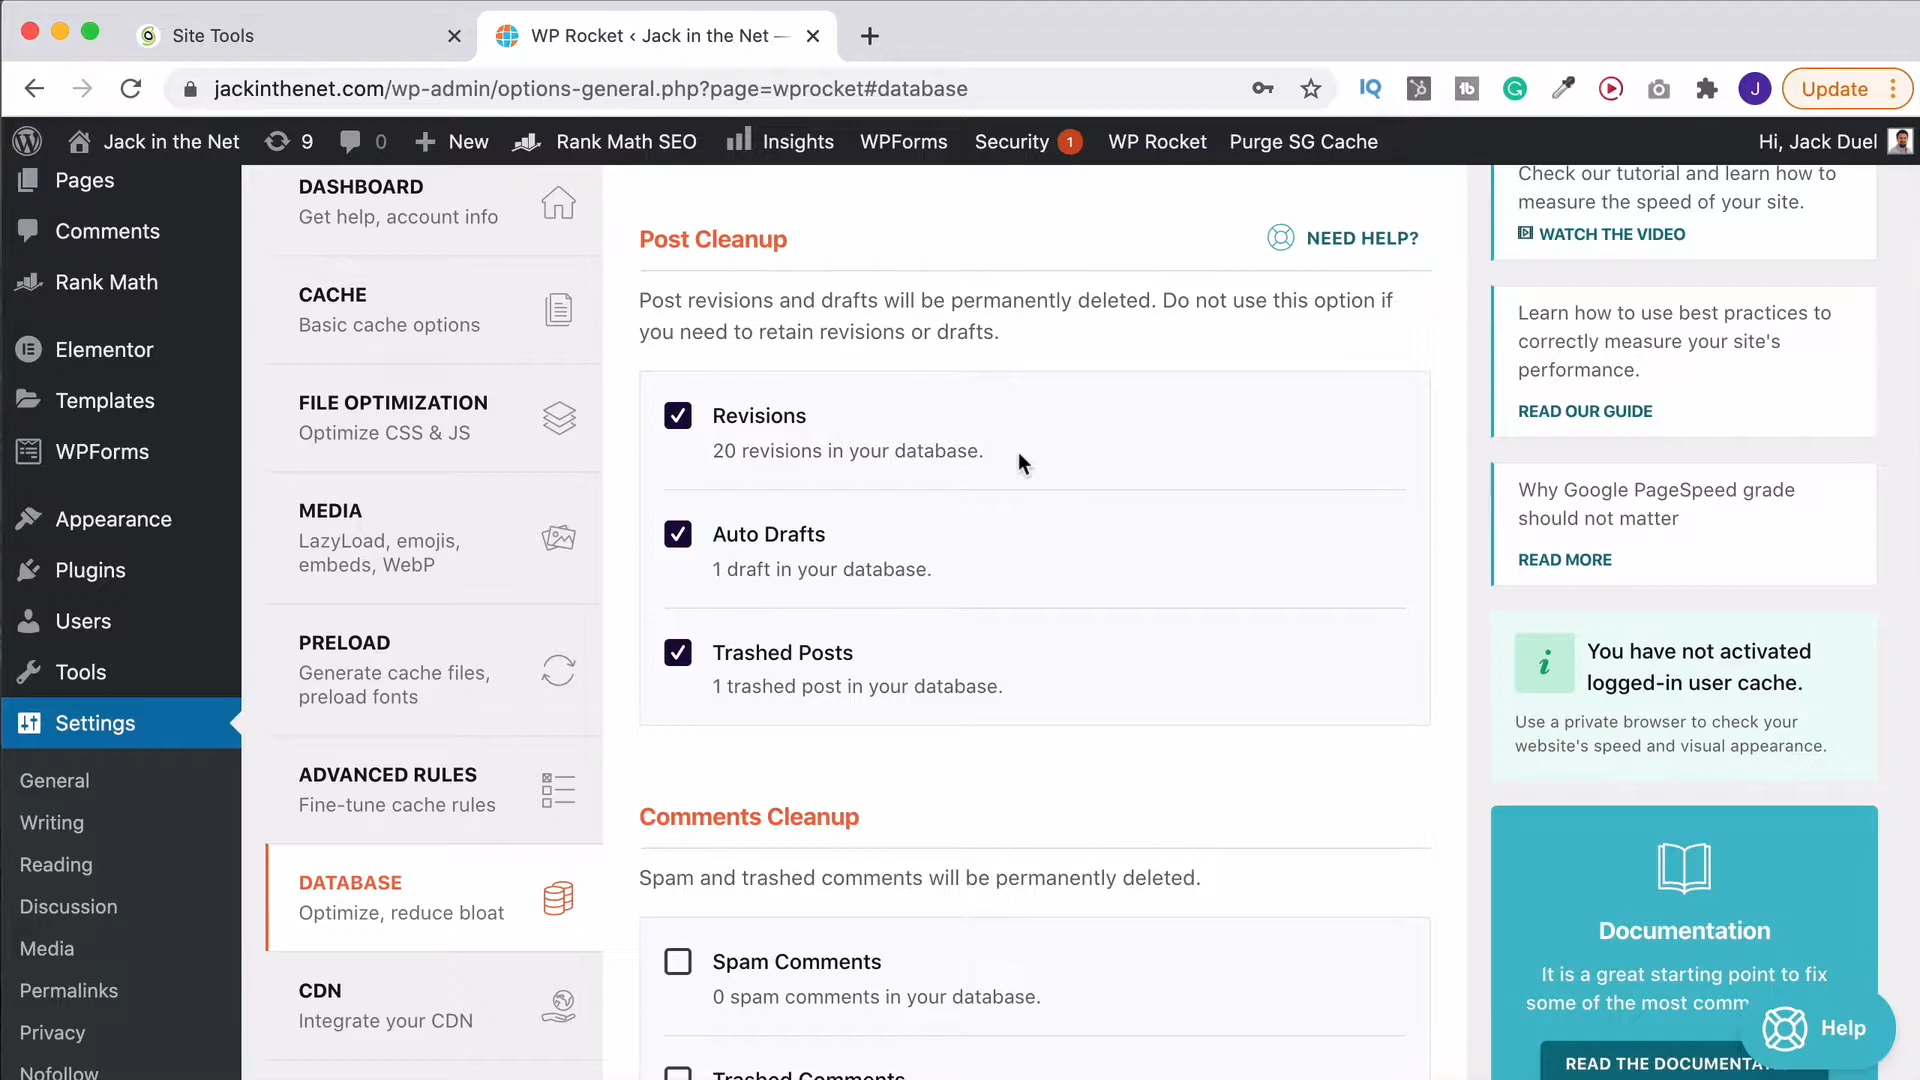 Site Tools
WP Rocket ‹ Jack in the Net —
jackinthenet.com/wp-admin/options-general.php?page=wprocket#database
IQ
tb
J
Update
Jack in the Net
9
0
New
Rank Math SEO
Insights
WPForms
Security 1
WP Rocket
Purge SG Cache
Hi, Jack Duel
Pages
Comments
Rank Math
Elementor
Templates
WPForms
Appearance
Plugins
Users
Tools
Settings
General
Writing
Reading
Discussion
Media
Permalinks
Privacy
Nofollow
DASHBOARD
Get help, account info
CACHE
Basic cache options
FILE OPTIMIZATION
Optimize CSS & JS
MEDIA
LazyLoad, emojis,
embeds, WebP
PRELOAD
Generate cache files,
preload fonts
ADVANCED RULES
Fine-tune cache rules
DATABASE
Optimize, reduce bloat
CDN
Integrate your CDN
Post Cleanup
NEED HELP?
Post revisions and drafts will be permanently deleted. Do not use this option if
you need to retain revisions or drafts.
Revisions
20 revisions in your database.
Auto Drafts
1 draft in your database.
Trashed Posts
1 trashed post in your database.
Comments Cleanup
Spam and trashed comments will be permanently deleted.
Spam Comments
0 spam comments in your database.
Trashed Comments
Check our tutorial and learn how to
measure the speed of your site.
WATCH THE VIDEO
Learn how to use best practices to
correctly measure your site's
performance.
READ OUR GUIDE
Why Google PageSpeed grade
should not matter
READ MORE
You have not activated
logged-in user cache.
Use a private browser to check your
website's speed and visual appearance.
Documentation
It is a great starting point to fix
some of the most comm
READ THE DOCUMENTA
Help